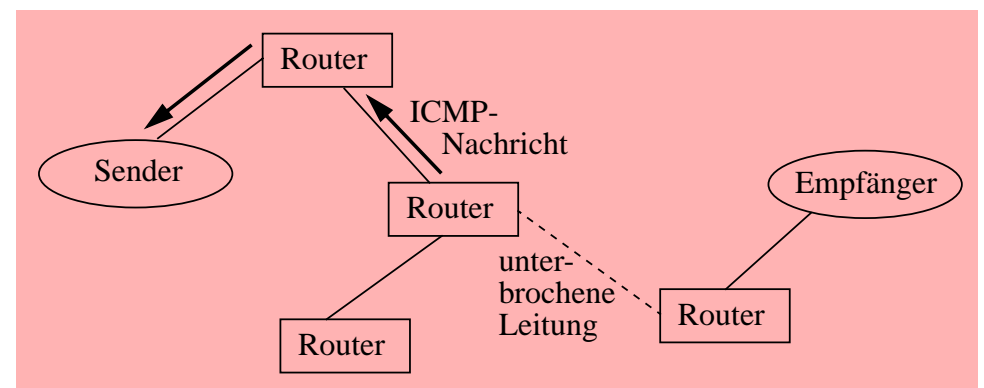 Router
ICMP-
Nachricht
Sender
Empfänger
Router
unter-
brochene
Leitung
Router
Router